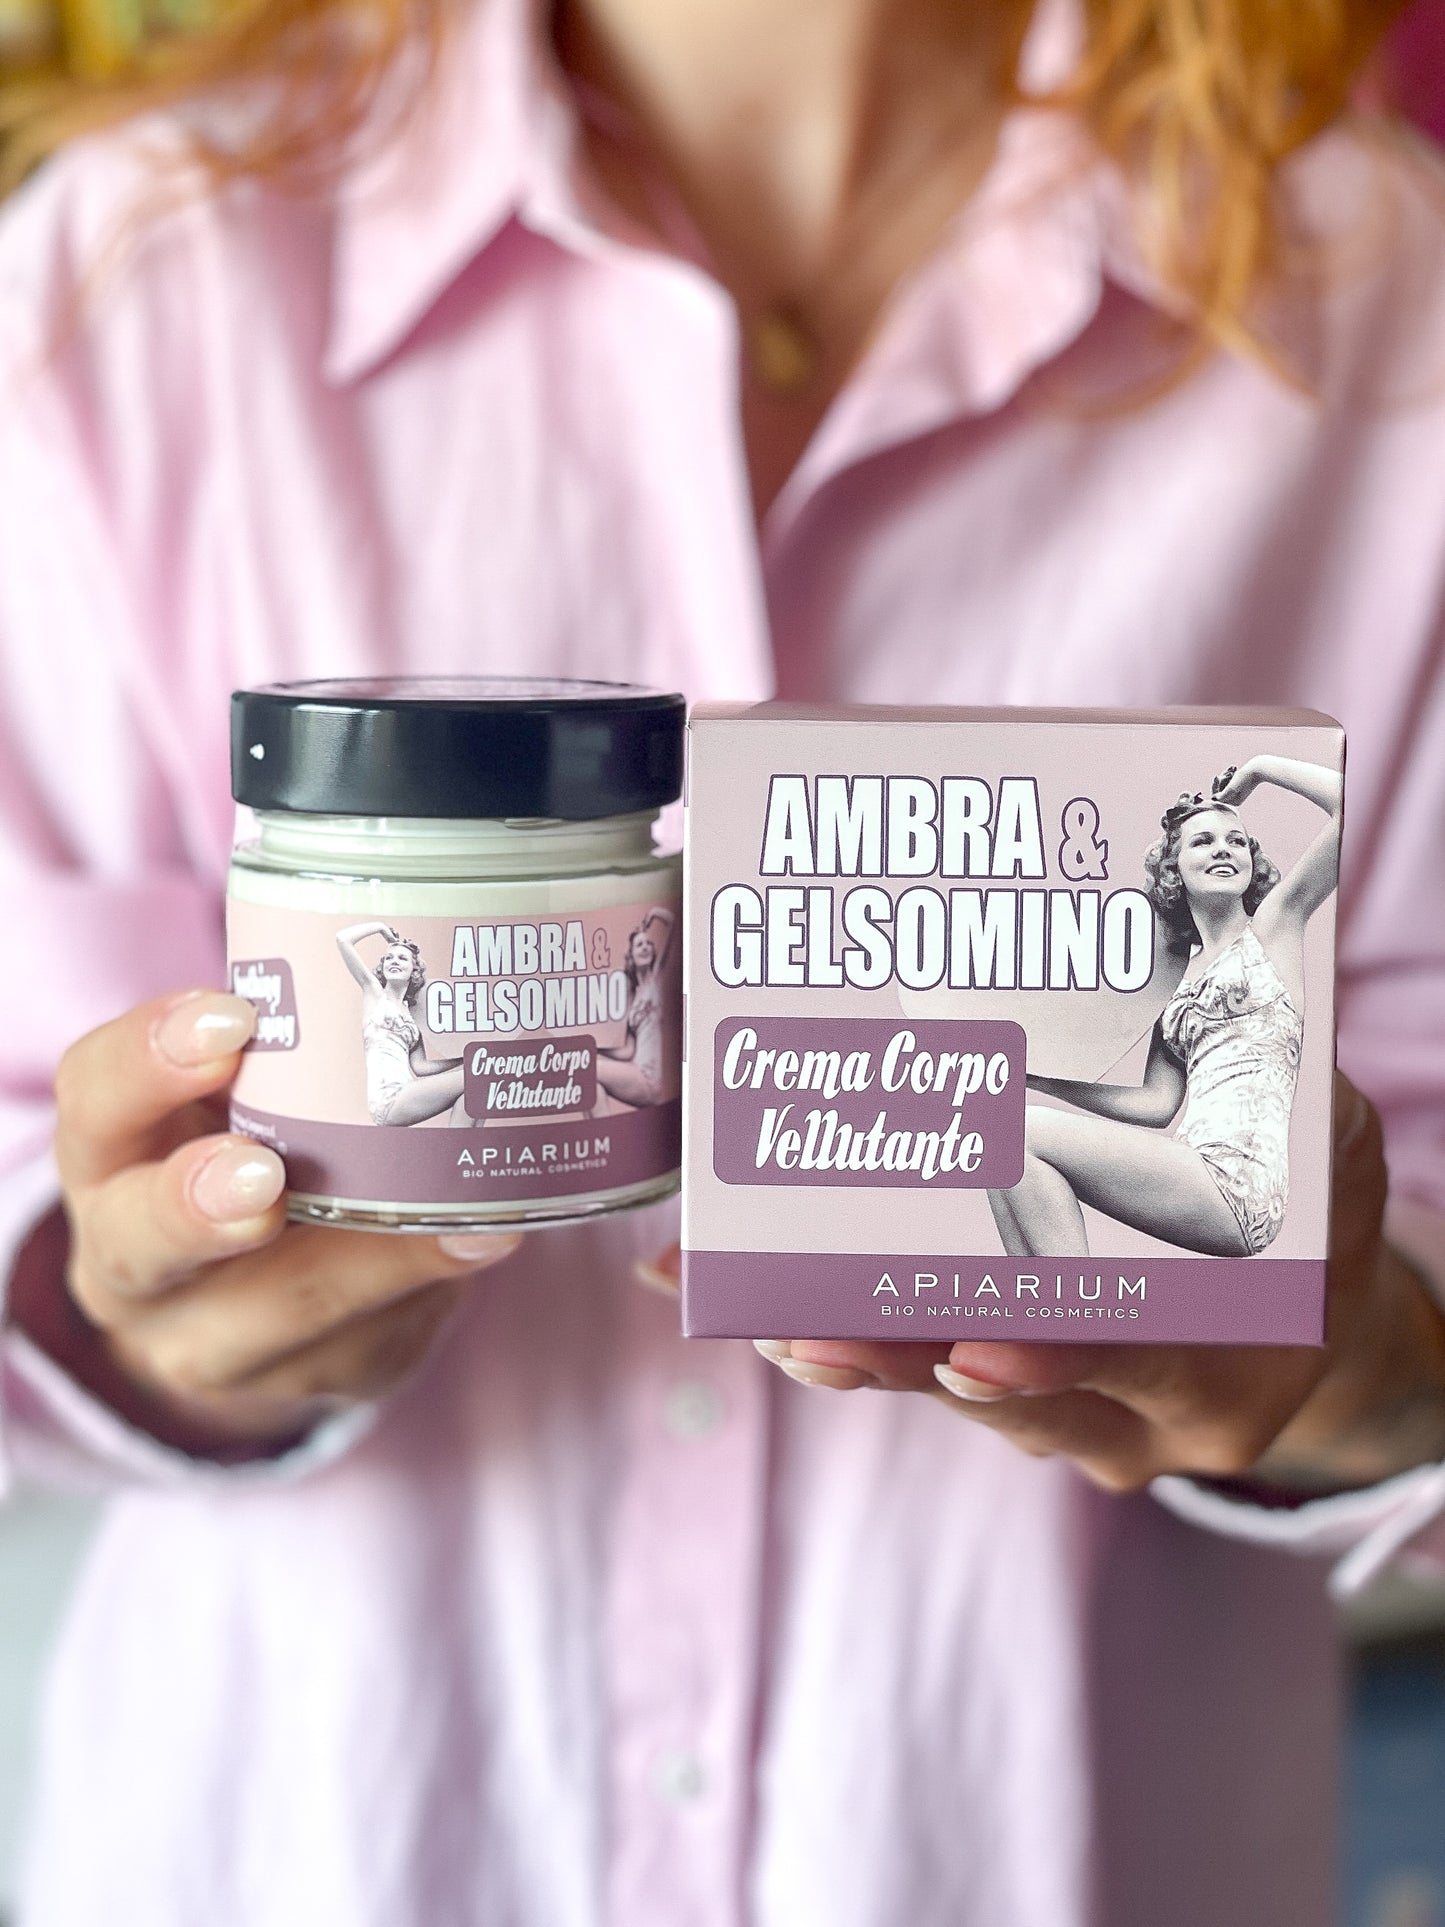 AMBRA &
GELSOMINO
Crema Corpo
Vellutante
APIARIUM
BIO NATURAL COSMETICS
AMBRA &
GELSOMINO
Crema Corpo
Vellutante
APIARIUM
BIO NATURAL COSMETICS